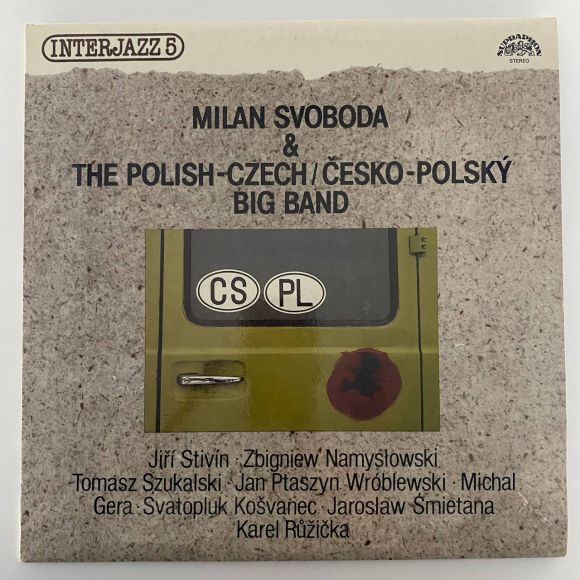 INTERJAZZ 5
SUPRAPHON
STEREO
MILAN SVOBODA
&
THE POLISH-CZECH/ČESKO-POLSKÝ
BIG BAND
CS PL
Jiří Stivín · Zbigniew Namysłowski
Tomasz Szukalski · Jan Ptaszyn Wróblewski · Michal
Gera · Svatopluk Košvanec · Jarosław Śmietana
Karel Růžička